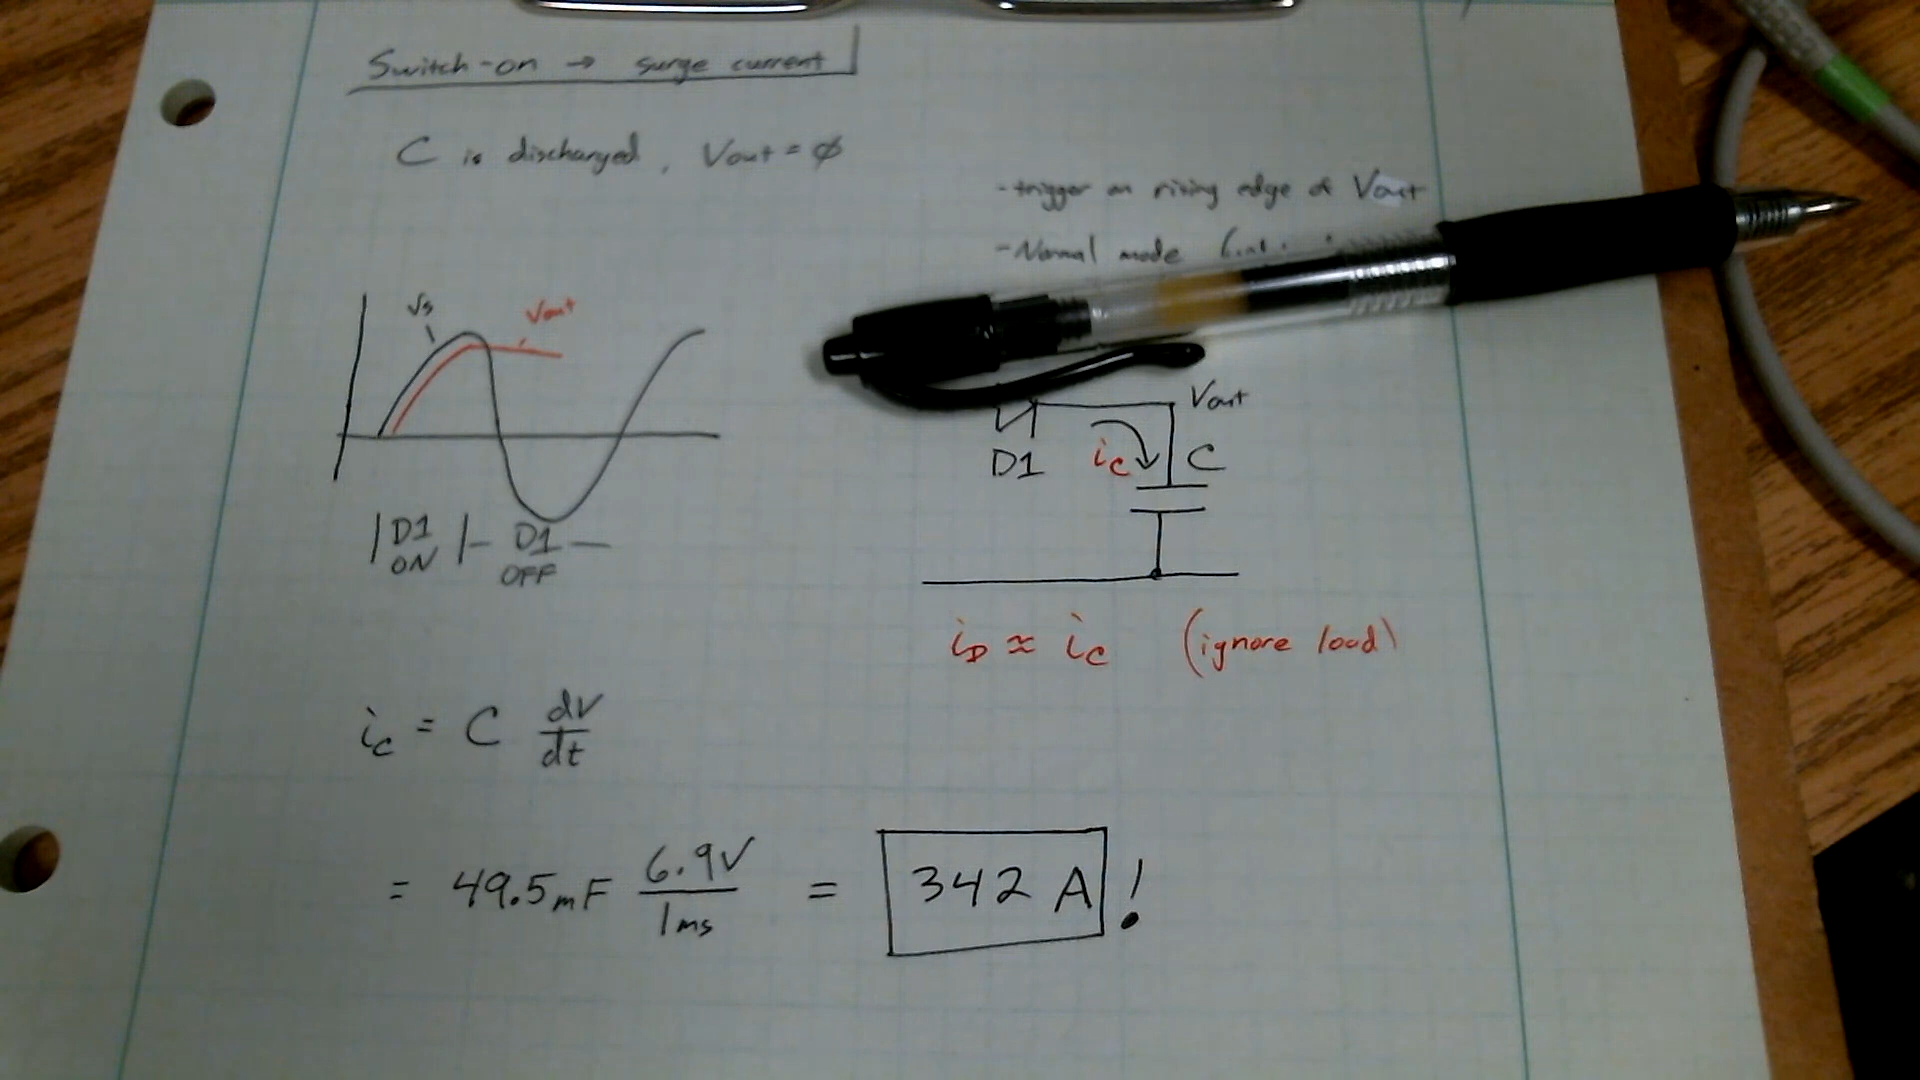 Switch-on → surge current
C is discharged, Vout = ∅
- trigger on rising edge of Vout
- Normal mode
Vs
Vout
Vout
D1
ic
C
|D1 |— D1 —
ON
OFF
iD ≈ ic (ignore load)
ic = C dv/dt
= 49.5mF 6.9V/1ms = 342 A!